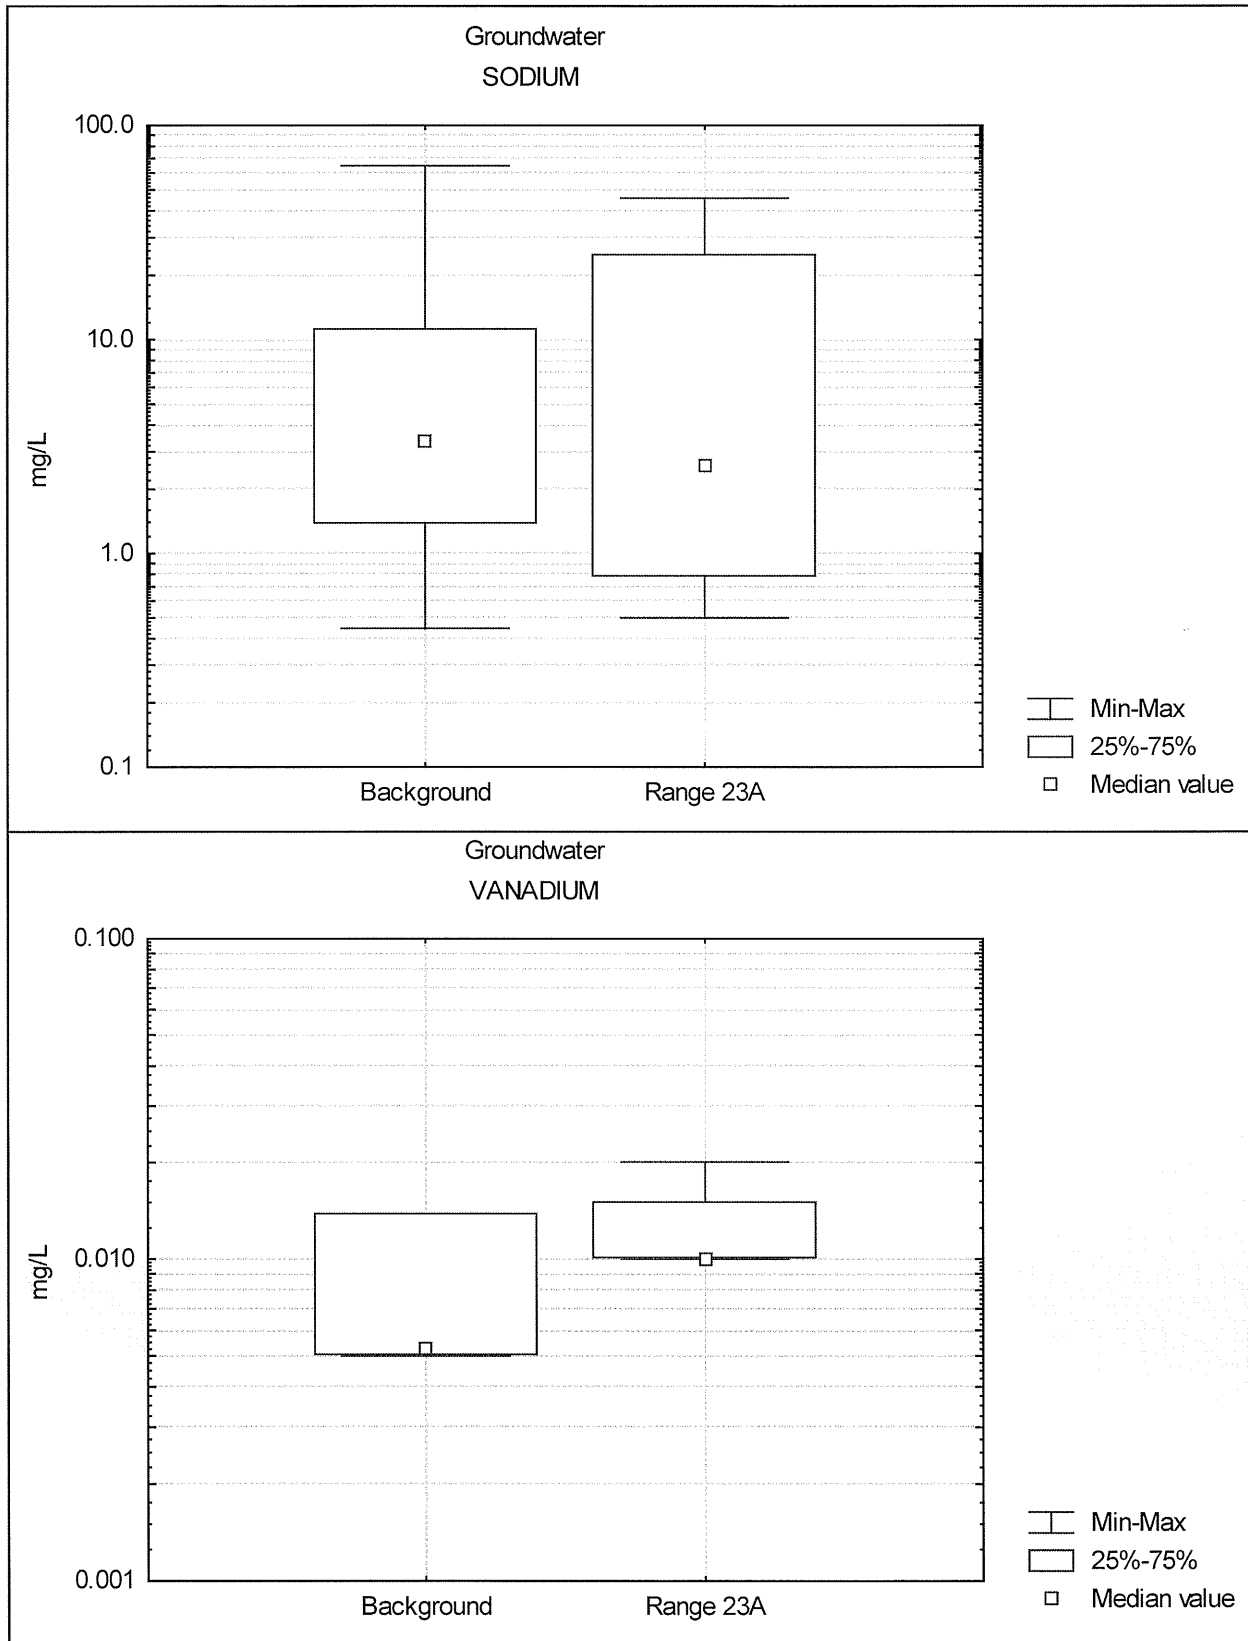 Groundwater
SODIUM
100.0
10.0
1.0
0.1
mg/L
Background
Range 23A
Min-Max
25%-75%
Median value
Groundwater
VANADIUM
0.100
0.010
0.001
mg/L
Background
Range 23A
Min-Max
25%-75%
Median value